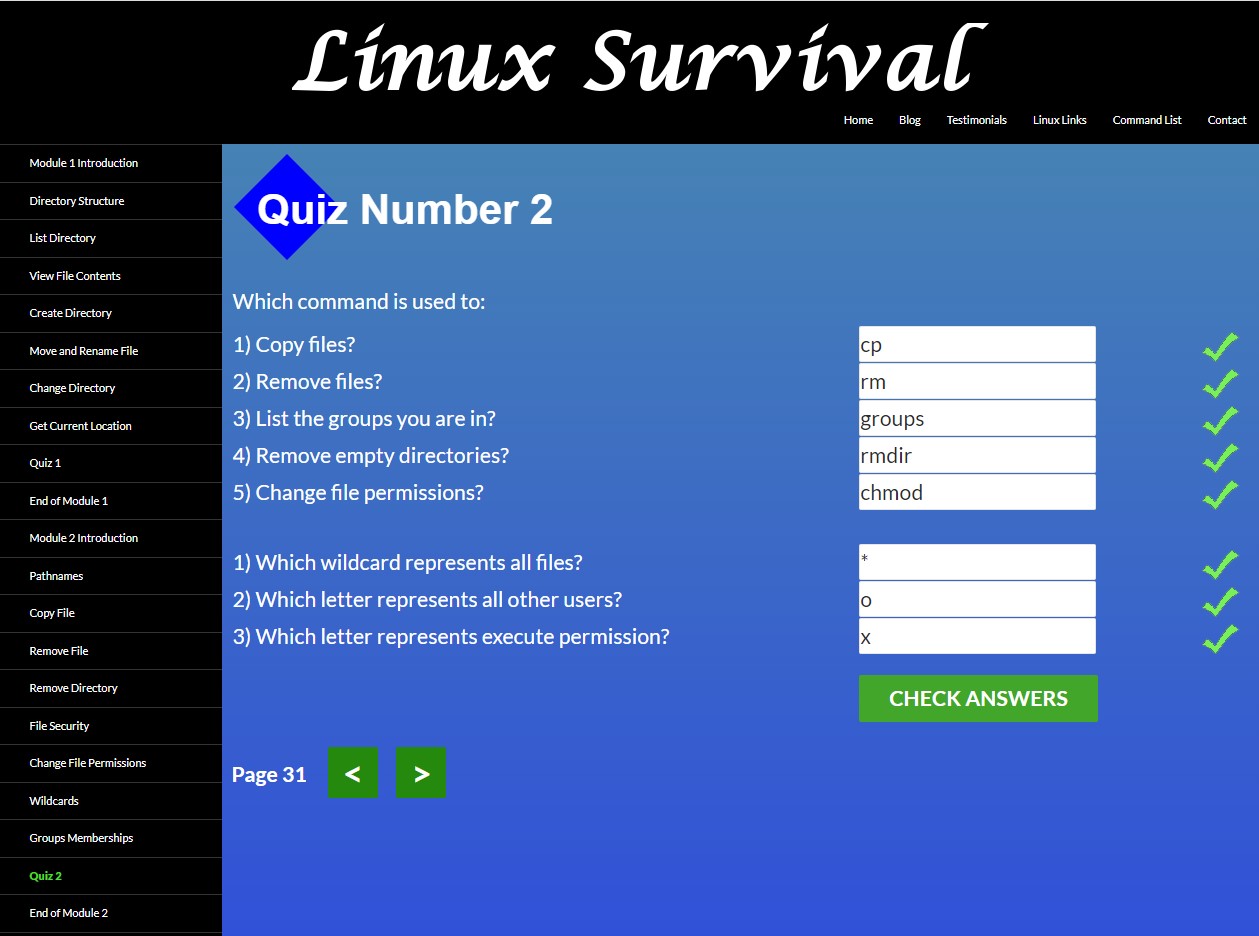 Linux Survival
Home Blog Testimonials Linux Links Command List Contact
Module 1 Introduction
Directory Structure
List Directory
View File Contents
Create Directory
Move and Rename File
Change Directory
Get Current Location
Quiz 1
End of Module 1
Module 2 Introduction
Pathnames
Copy File
Remove File
Remove Directory
File Security
Change File Permissions
Wildcards
Groups Memberships
Quiz 2
End of Module 2
Quiz Number 2
Which command is used to:
1) Copy files? cp
2) Remove files? rm
3) List the groups you are in? groups
4) Remove empty directories? rmdir
5) Change file permissions? chmod
1) Which wildcard represents all files? *
2) Which letter represents all other users? o
3) Which letter represents execute permission? x
CHECK ANSWERS
Page 31 < >